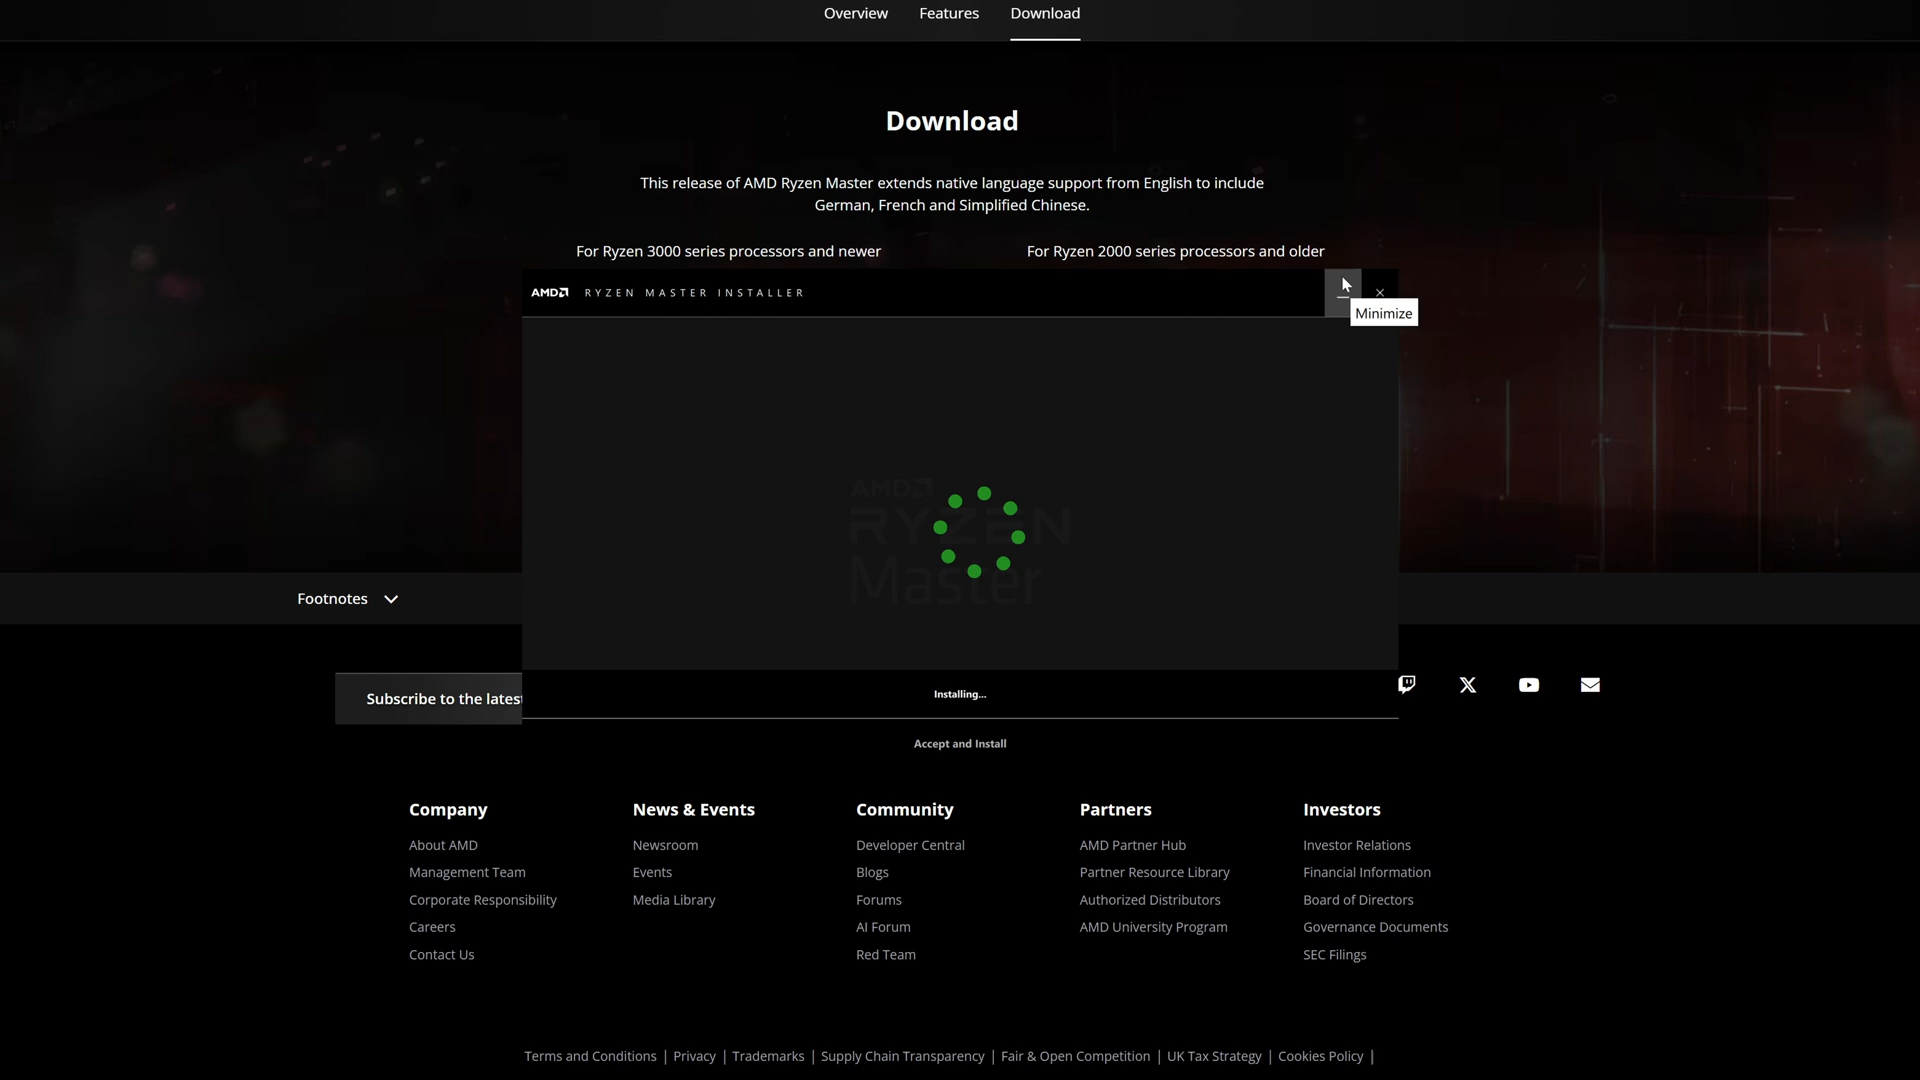 Overview Features Download
Download
This release of AMD Ryzen Master extends native language support from English to include
German, French and Simplified Chinese.
For Ryzen 3000 series processors and newer
For Ryzen 2000 series processors and older
AMD RYZEN MASTER INSTALLER
Minimize
AMD
RYZEN
Master
Footnotes
Installing...
Subscribe to the latest
Accept and Install
Company
About AMD
Management Team
Corporate Responsibility
Careers
Contact Us
News & Events
Newsroom
Events
Media Library
Community
Developer Central
Blogs
Forums
AI Forum
Red Team
Partners
AMD Partner Hub
Partner Resource Library
Authorized Distributors
AMD University Program
Investors
Investor Relations
Financial Information
Board of Directors
Governance Documents
SEC Filings
Terms and Conditions | Privacy | Trademarks | Supply Chain Transparency | Fair & Open Competition | UK Tax Strategy | Cookies Policy |